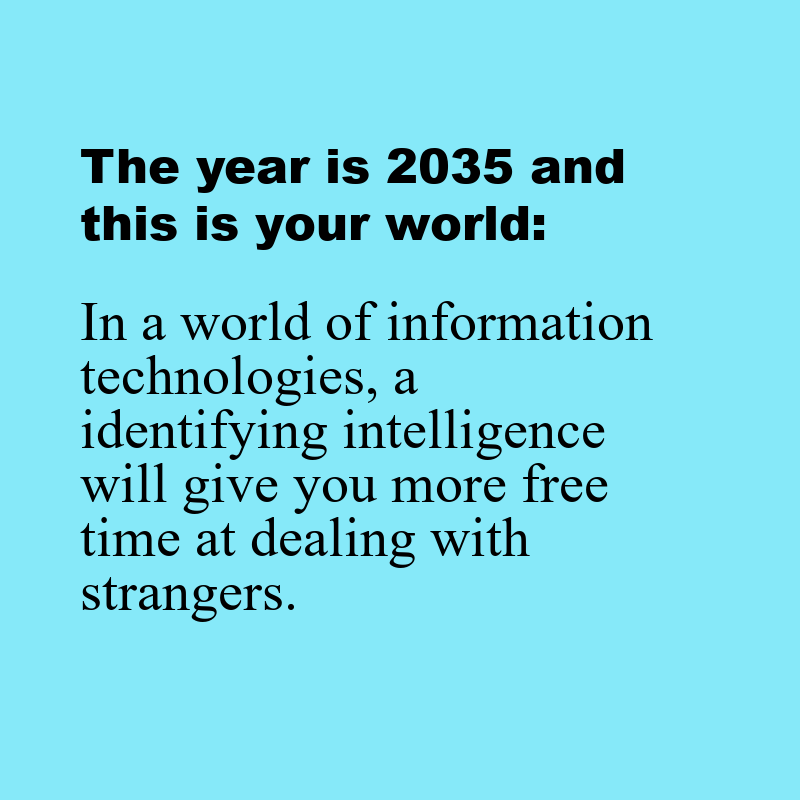 The year is 2035 and
this is your world:
In a world of information
technologies, a
identifying intelligence
will give you more free
time at dealing with
strangers.